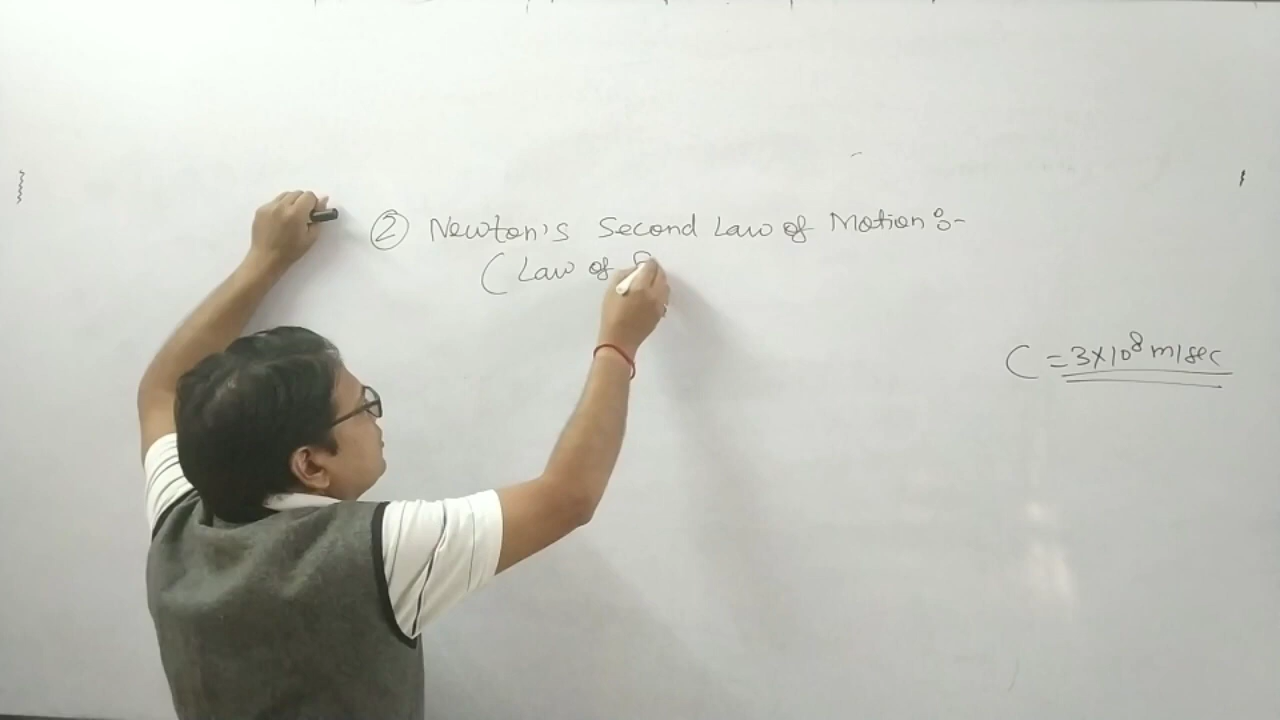 ② Newton's Second Law of Motion :-
(Law of
C = 3×10⁸ m/sec